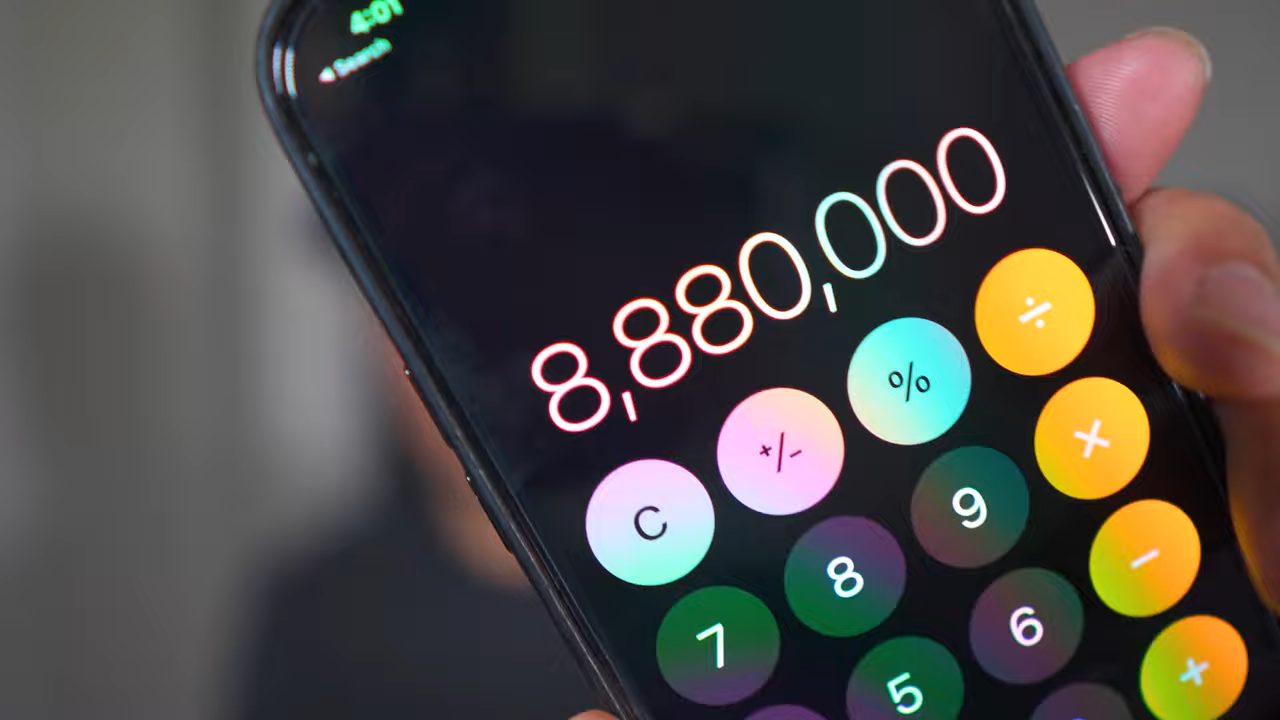 4:01
◀ Search
8,880,000
C +/- % ÷
7 8 9 ×
5 6 −
+